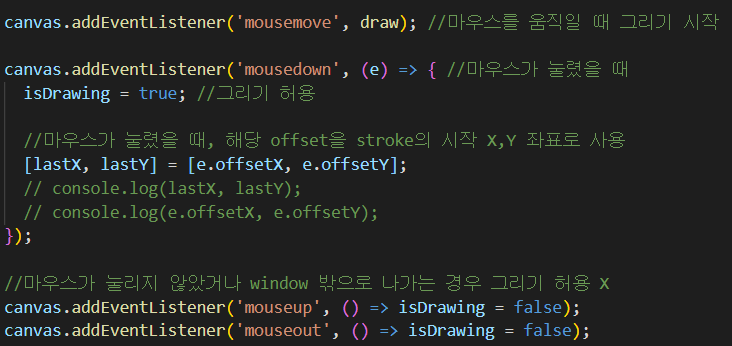 canvas.addEventListener('mousemove', draw); //마우스를 움직일 때 그리기 시작
canvas.addEventListener('mousedown', (e) => { //마우스가 눌렸을 때
isDrawing = true; //그리기 허용
//마우스가 눌렸을 때, 해당 offset을 stroke의 시작 X,Y 좌표로 사용
[lastX, lastY] = [e.offsetX, e.offsetY];
// console.log(lastX, lastY);
// console.log(e.offsetX, e.offsetY);
});
//마우스가 눌리지 않았거나 window 밖으로 나가는 경우 그리기 허용 X
canvas.addEventListener('mouseup', () => isDrawing = false);
canvas.addEventListener('mouseout', () => isDrawing = false);